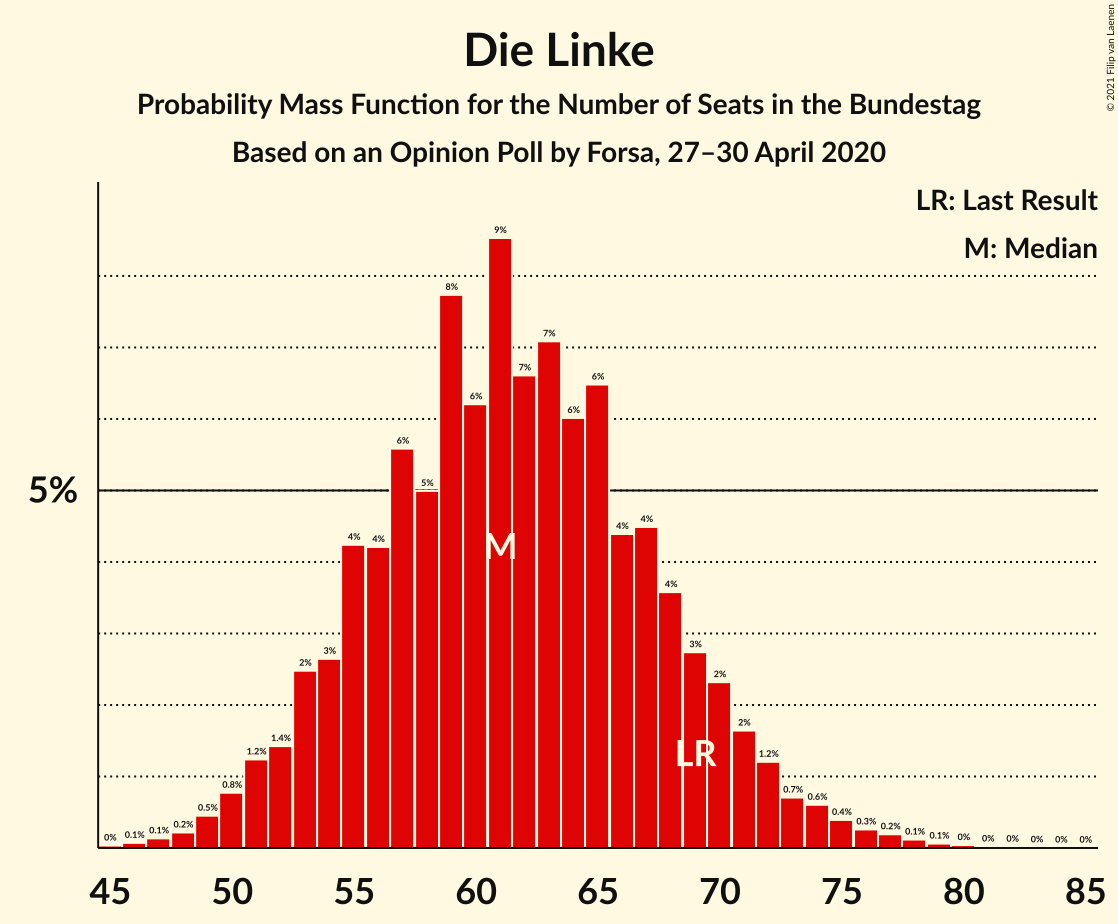 Die Linke
Probability Mass Function for the Number of Seats in the Bundestag
Based on an Opinion Poll by Forsa, 27–30 April 2020
© 2021 Filip van Laenen
LR: Last Result
M: Median
5%
0% 0.1% 0.1% 0.2% 0.5% 0.8% 1.2% 1.4% 2% 3% 4% 4% 6% 5% 8% 6% 9% 7% 7% 6% 6% 4% 4% 4% 3% 2% 2% 1.2% 0.7% 0.6% 0.4% 0.3% 0.2% 0.1% 0.1% 0% 0% 0% 0% 0% 0%
M
LR
45 50 55 60 65 70 75 80 85